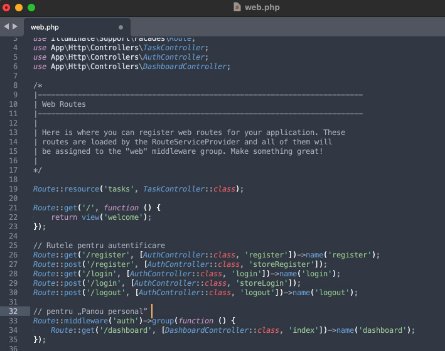 web.php
web.php
3 use Illuminate\Support\Facades\Route;
4 use App\Http\Controllers\TaskController;
5 use App\Http\Controllers\AuthController;
6 use App\Http\Controllers\DashboardController;
7
8 /*
9 |--------------------------------------------------------------------------
10 | Web Routes
11 |--------------------------------------------------------------------------
12 |
13 | Here is where you can register web routes for your application. These
14 | routes are loaded by the RouteServiceProvider and all of them will
15 | be assigned to the "web" middleware group. Make something great!
16 |
17 */
18
19 Route::resource('tasks', TaskController::class);
20
21 Route::get('/', function () {
22 return view('welcome');
23 });
24
25 // Rutele pentru autentificare
26 Route::get('/register', [AuthController::class, 'register'])->name('register');
27 Route::post('/register', [AuthController::class, 'storeRegister']);
28 Route::get('/login', [AuthController::class, 'login'])->name('login');
29 Route::post('/login', [AuthController::class, 'storeLogin']);
30 Route::post('/logout', [AuthController::class, 'logout'])->name('logout');
31
32 // pentru „Panou personal”
33 Route::middleware('auth')->group(function () {
34 Route::get('/dashboard', [DashboardController::class, 'index'])->name('dashboard');
35 });
36